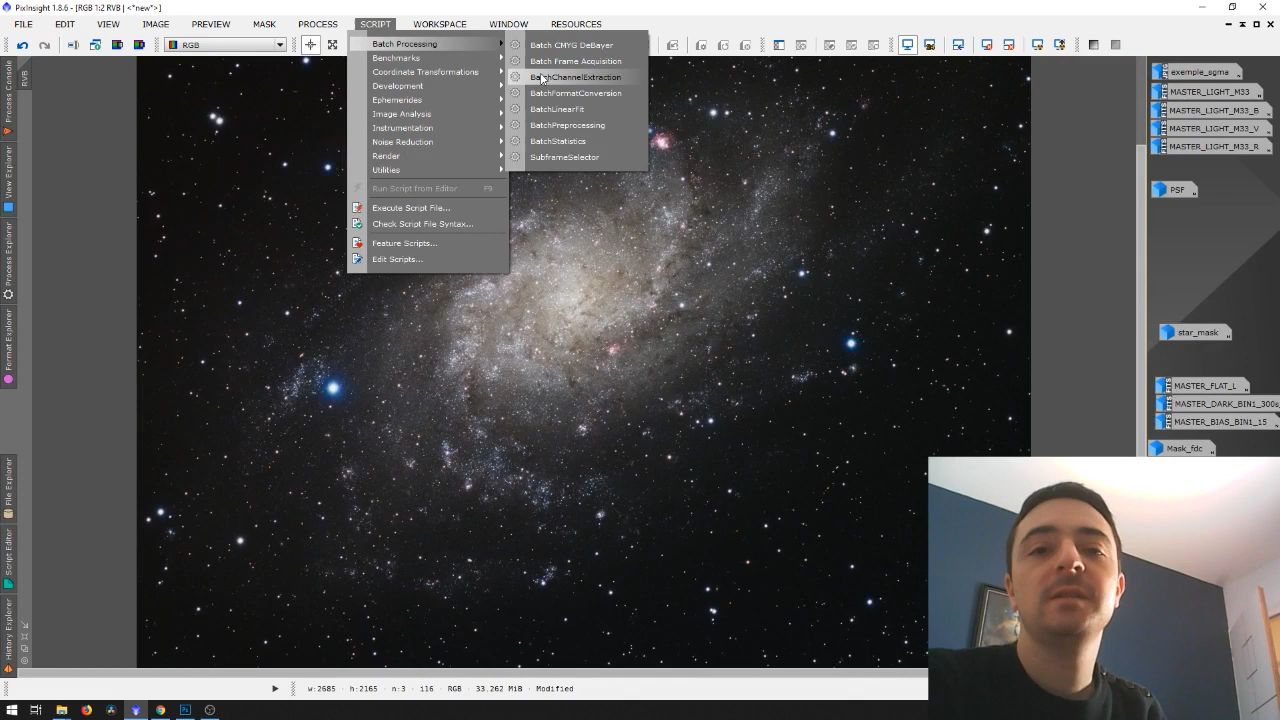 PixInsight 1.8.6 - [RGB 1:2 RVB | <*new*>]
FILE EDIT VIEW IMAGE PREVIEW MASK PROCESS SCRIPT WORKSPACE WINDOW RESOURCES
RGB
Batch Processing
Benchmarks
Coordinate Transformations
Development
Ephemerides
Image Analysis
Instrumentation
Noise Reduction
Render
Utilities
Run Script from Editor F9
Execute Script File...
Check Script File Syntax...
Feature Scripts...
Edit Scripts...
Batch CMYG DeBayer
Batch Frame Acquisition
BatchChannelExtraction
BatchFormatConversion
BatchLinearFit
BatchPreprocessing
BatchStatistics
SubframeSelector
Process Console
View Explorer
Process Explorer
Format Explorer
File Explorer
Script Editor
History Explorer
RVB
exemple_sgma
MASTER_LIGHT_M33
MASTER_LIGHT_M33_B
MASTER_LIGHT_M33_V
MASTER_LIGHT_M33_R
PSF
star_mask
MASTER_FLAT_L
MASTER_DARK_BIN1_300s
MASTER_BIAS_BIN1_15
Mask_fdc
w:2685 · h:2165 · n:3 · i16 · RGB · 33.262 MiB · Modified